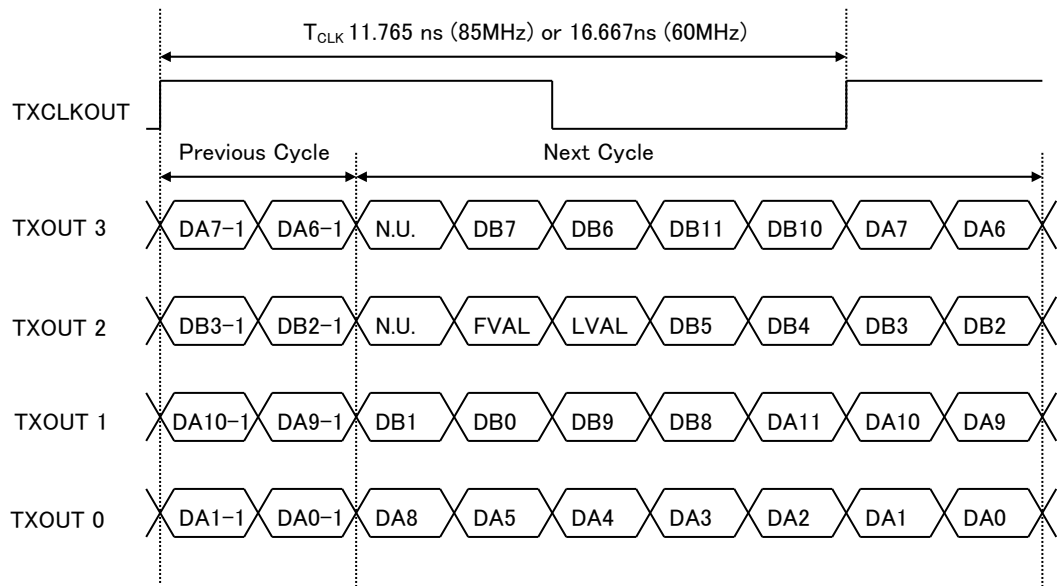 T_CLK 11.765 ns (85MHz) or 16.667ns (60MHz)
TXCLKOUT
Previous Cycle Next Cycle
TXOUT 3 DA7-1 DA6-1 N.U. DB7 DB6 DB11 DB10 DA7 DA6
TXOUT 2 DB3-1 DB2-1 N.U. FVAL LVAL DB5 DB4 DB3 DB2
TXOUT 1 DA10-1 DA9-1 DB1 DB0 DB9 DB8 DA11 DA10 DA9
TXOUT 0 DA1-1 DA0-1 DA8 DA5 DA4 DA3 DA2 DA1 DA0